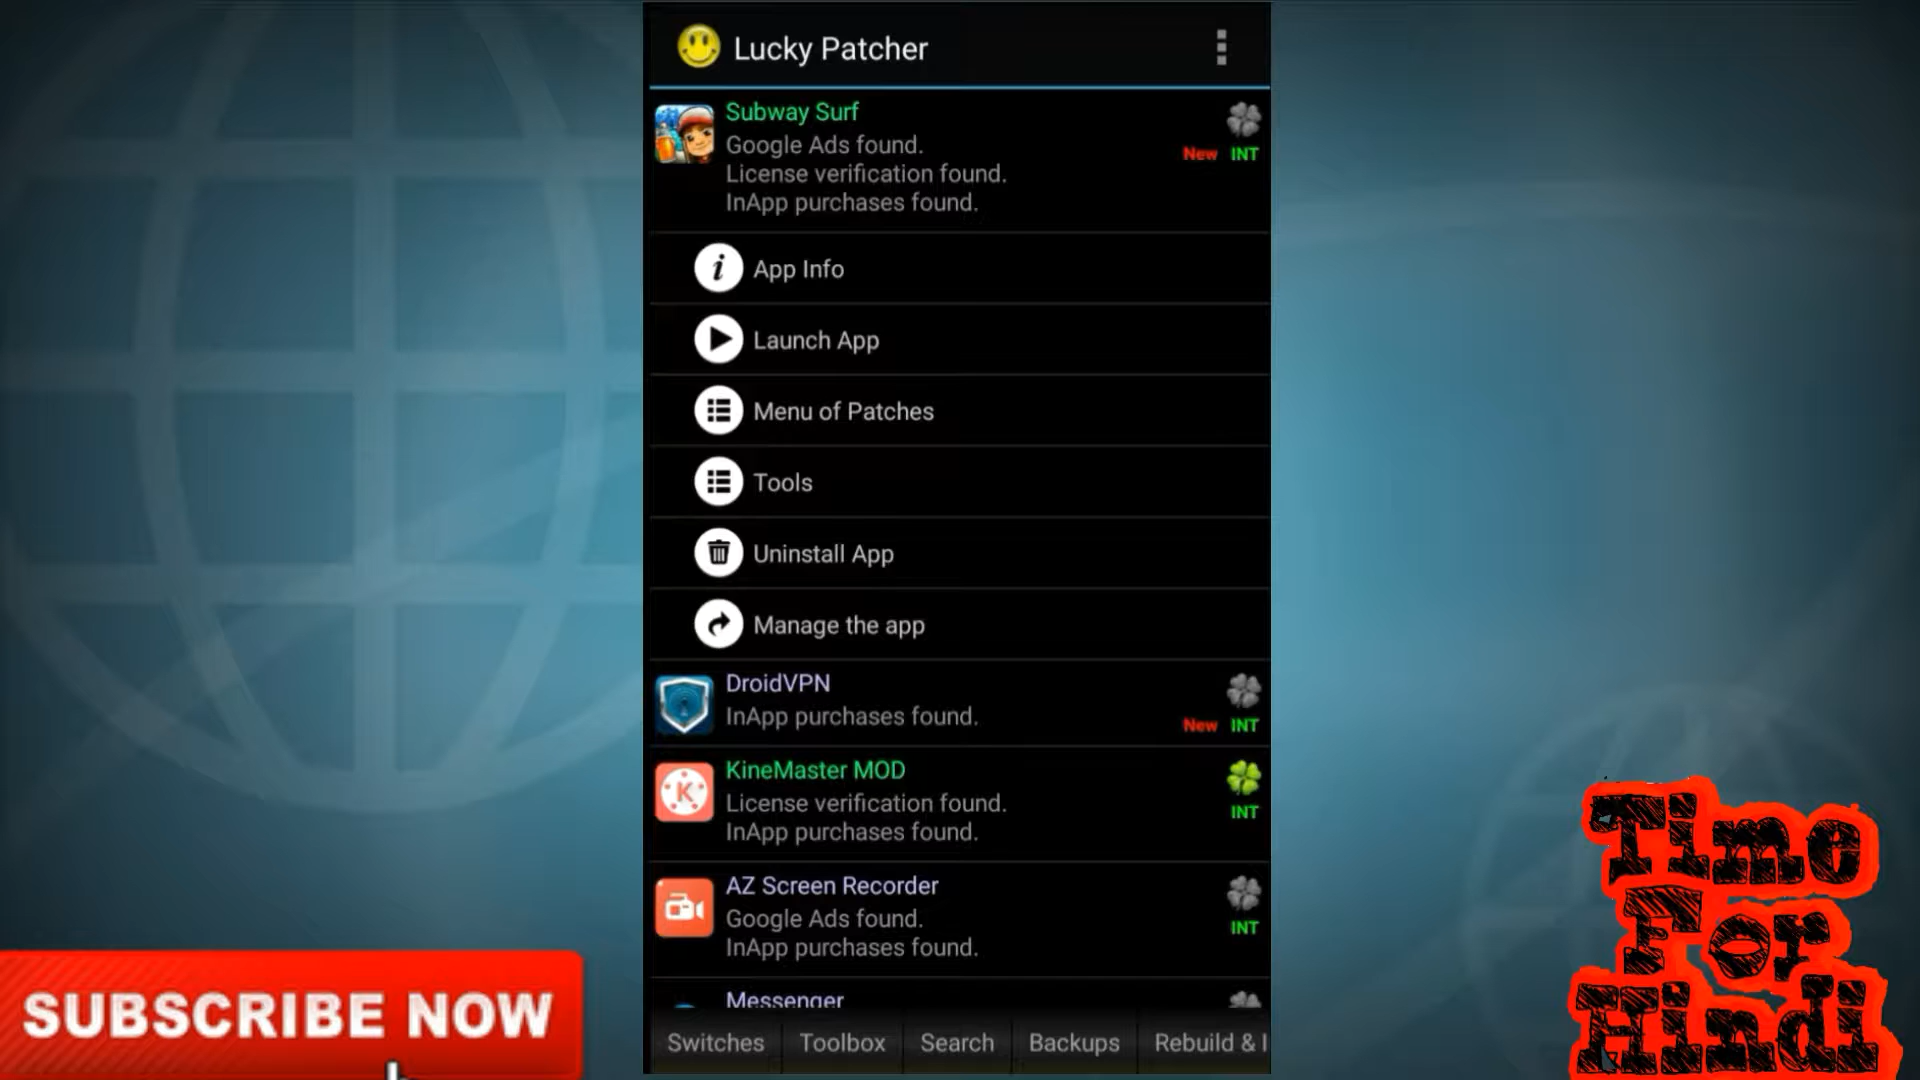 Lucky Patcher
Subway Surf
Google Ads found.
License verification found.
InApp purchases found.
New INT
App Info
Launch App
Menu of Patches
Tools
Uninstall App
Manage the app
DroidVPN
InApp purchases found.
New INT
KineMaster MOD
License verification found.
InApp purchases found.
INT
AZ Screen Recorder
Google Ads found.
InApp purchases found.
INT
Messenger
Switches
Toolbox
Search
Backups
Rebuild & I
SUBSCRIBE NOW
Time
For
Hindi